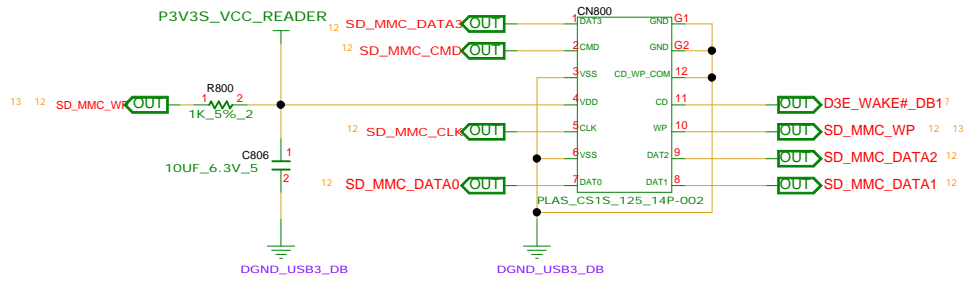 P3V3S_VCC_READER
13 12 SD_MMC_WP OUT
R800
1 2
1K_5%_2
C806
1
10UF_6.3V_5
2
DGND_USB3_DB
CN800
12 SD_MMC_DATA3 OUT 1 DAT3 GND G1
12 SD_MMC_CMD OUT 2 CMD GND G2
3 VSS CD_WP_COM 12
4 VDD CD 11 OUT D3E_WAKE#_DB1 7
12 SD_MMC_CLK OUT 5 CLK WP 10 OUT SD_MMC_WP 12 13
6 VSS DAT2 9 OUT SD_MMC_DATA2 12
12 SD_MMC_DATA0 OUT 7 DAT0 DAT1 8 OUT SD_MMC_DATA1 12
PLAS_CS1S_125_14P-002
DGND_USB3_DB